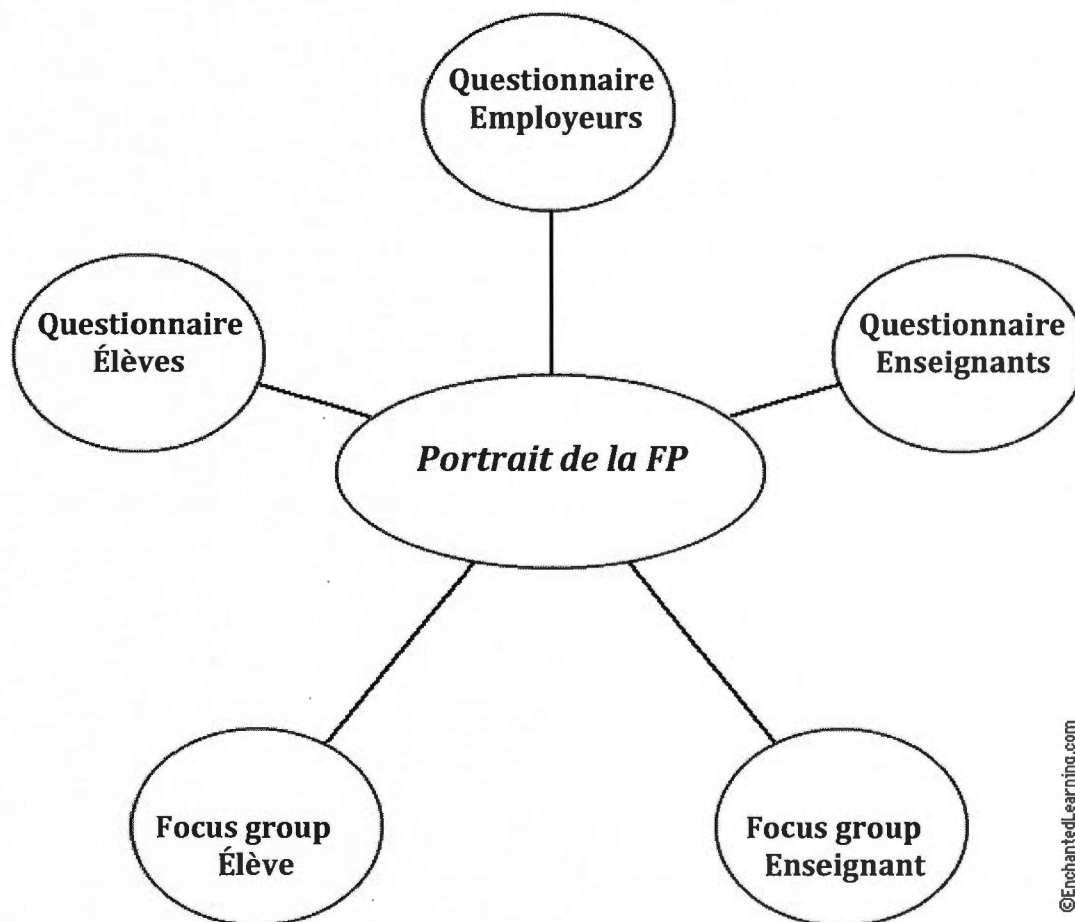 Questionnaire
Employeurs
Questionnaire
Élèves
Questionnaire
Enseignants
Portrait de la FP
Focus group
Élève
Focus group
Enseignant
©EnchantedLearning.com